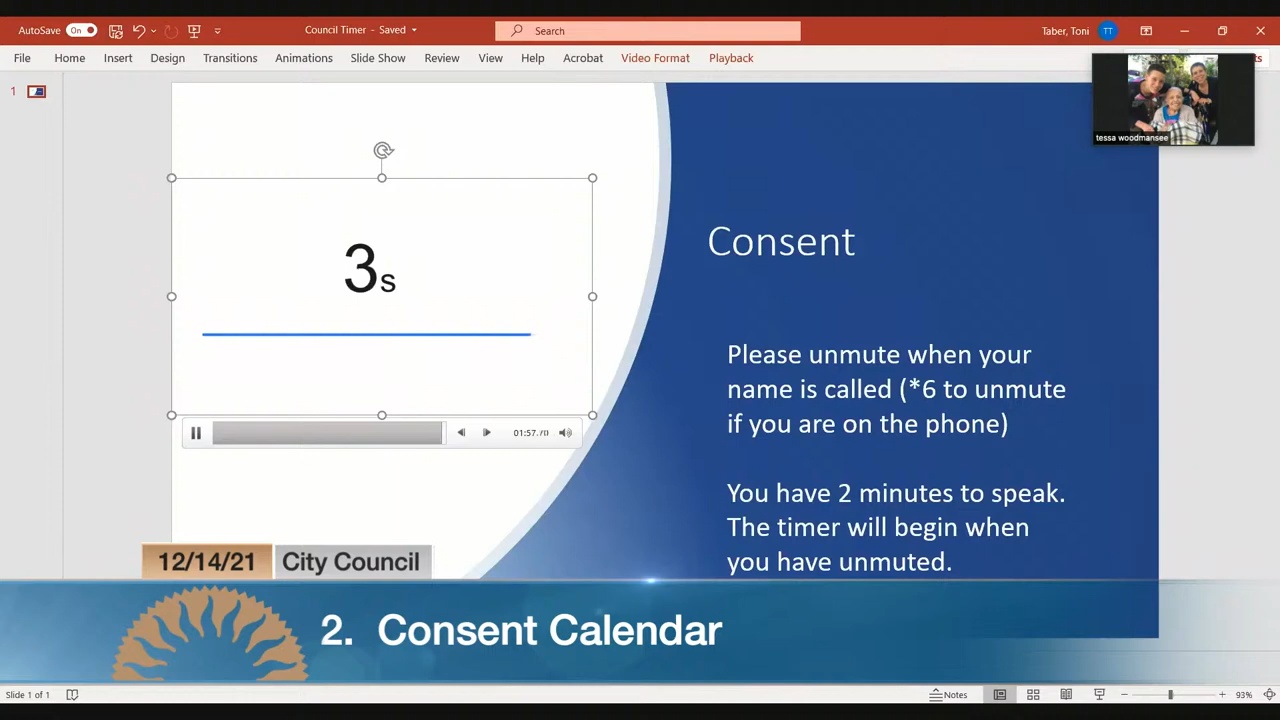 AutoSave On
Council Timer - Saved
Search
Taber, Toni TT
File Home Insert Design Transitions Animations Slide Show Review View Help Acrobat Video Format Playback
ts
tessa woodmansee
1
3s
01:57.70
Consent
Please unmute when your
name is called (*6 to unmute
if you are on the phone)
You have 2 minutes to speak.
The timer will begin when
you have unmuted.
12/14/21 City Council
2. Consent Calendar
Slide 1 of 1
Notes
93%